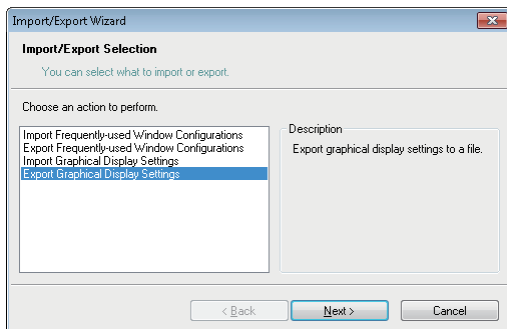 Import/Export Wizard
Import/Export Selection
You can select what to import or export.
Choose an action to perform.
Import Frequently-used Window Configurations
Export Frequently-used Window Configurations
Import Graphical Display Settings
Export Graphical Display Settings
Description
Export graphical display settings to a file.
< Back
Next >
Cancel